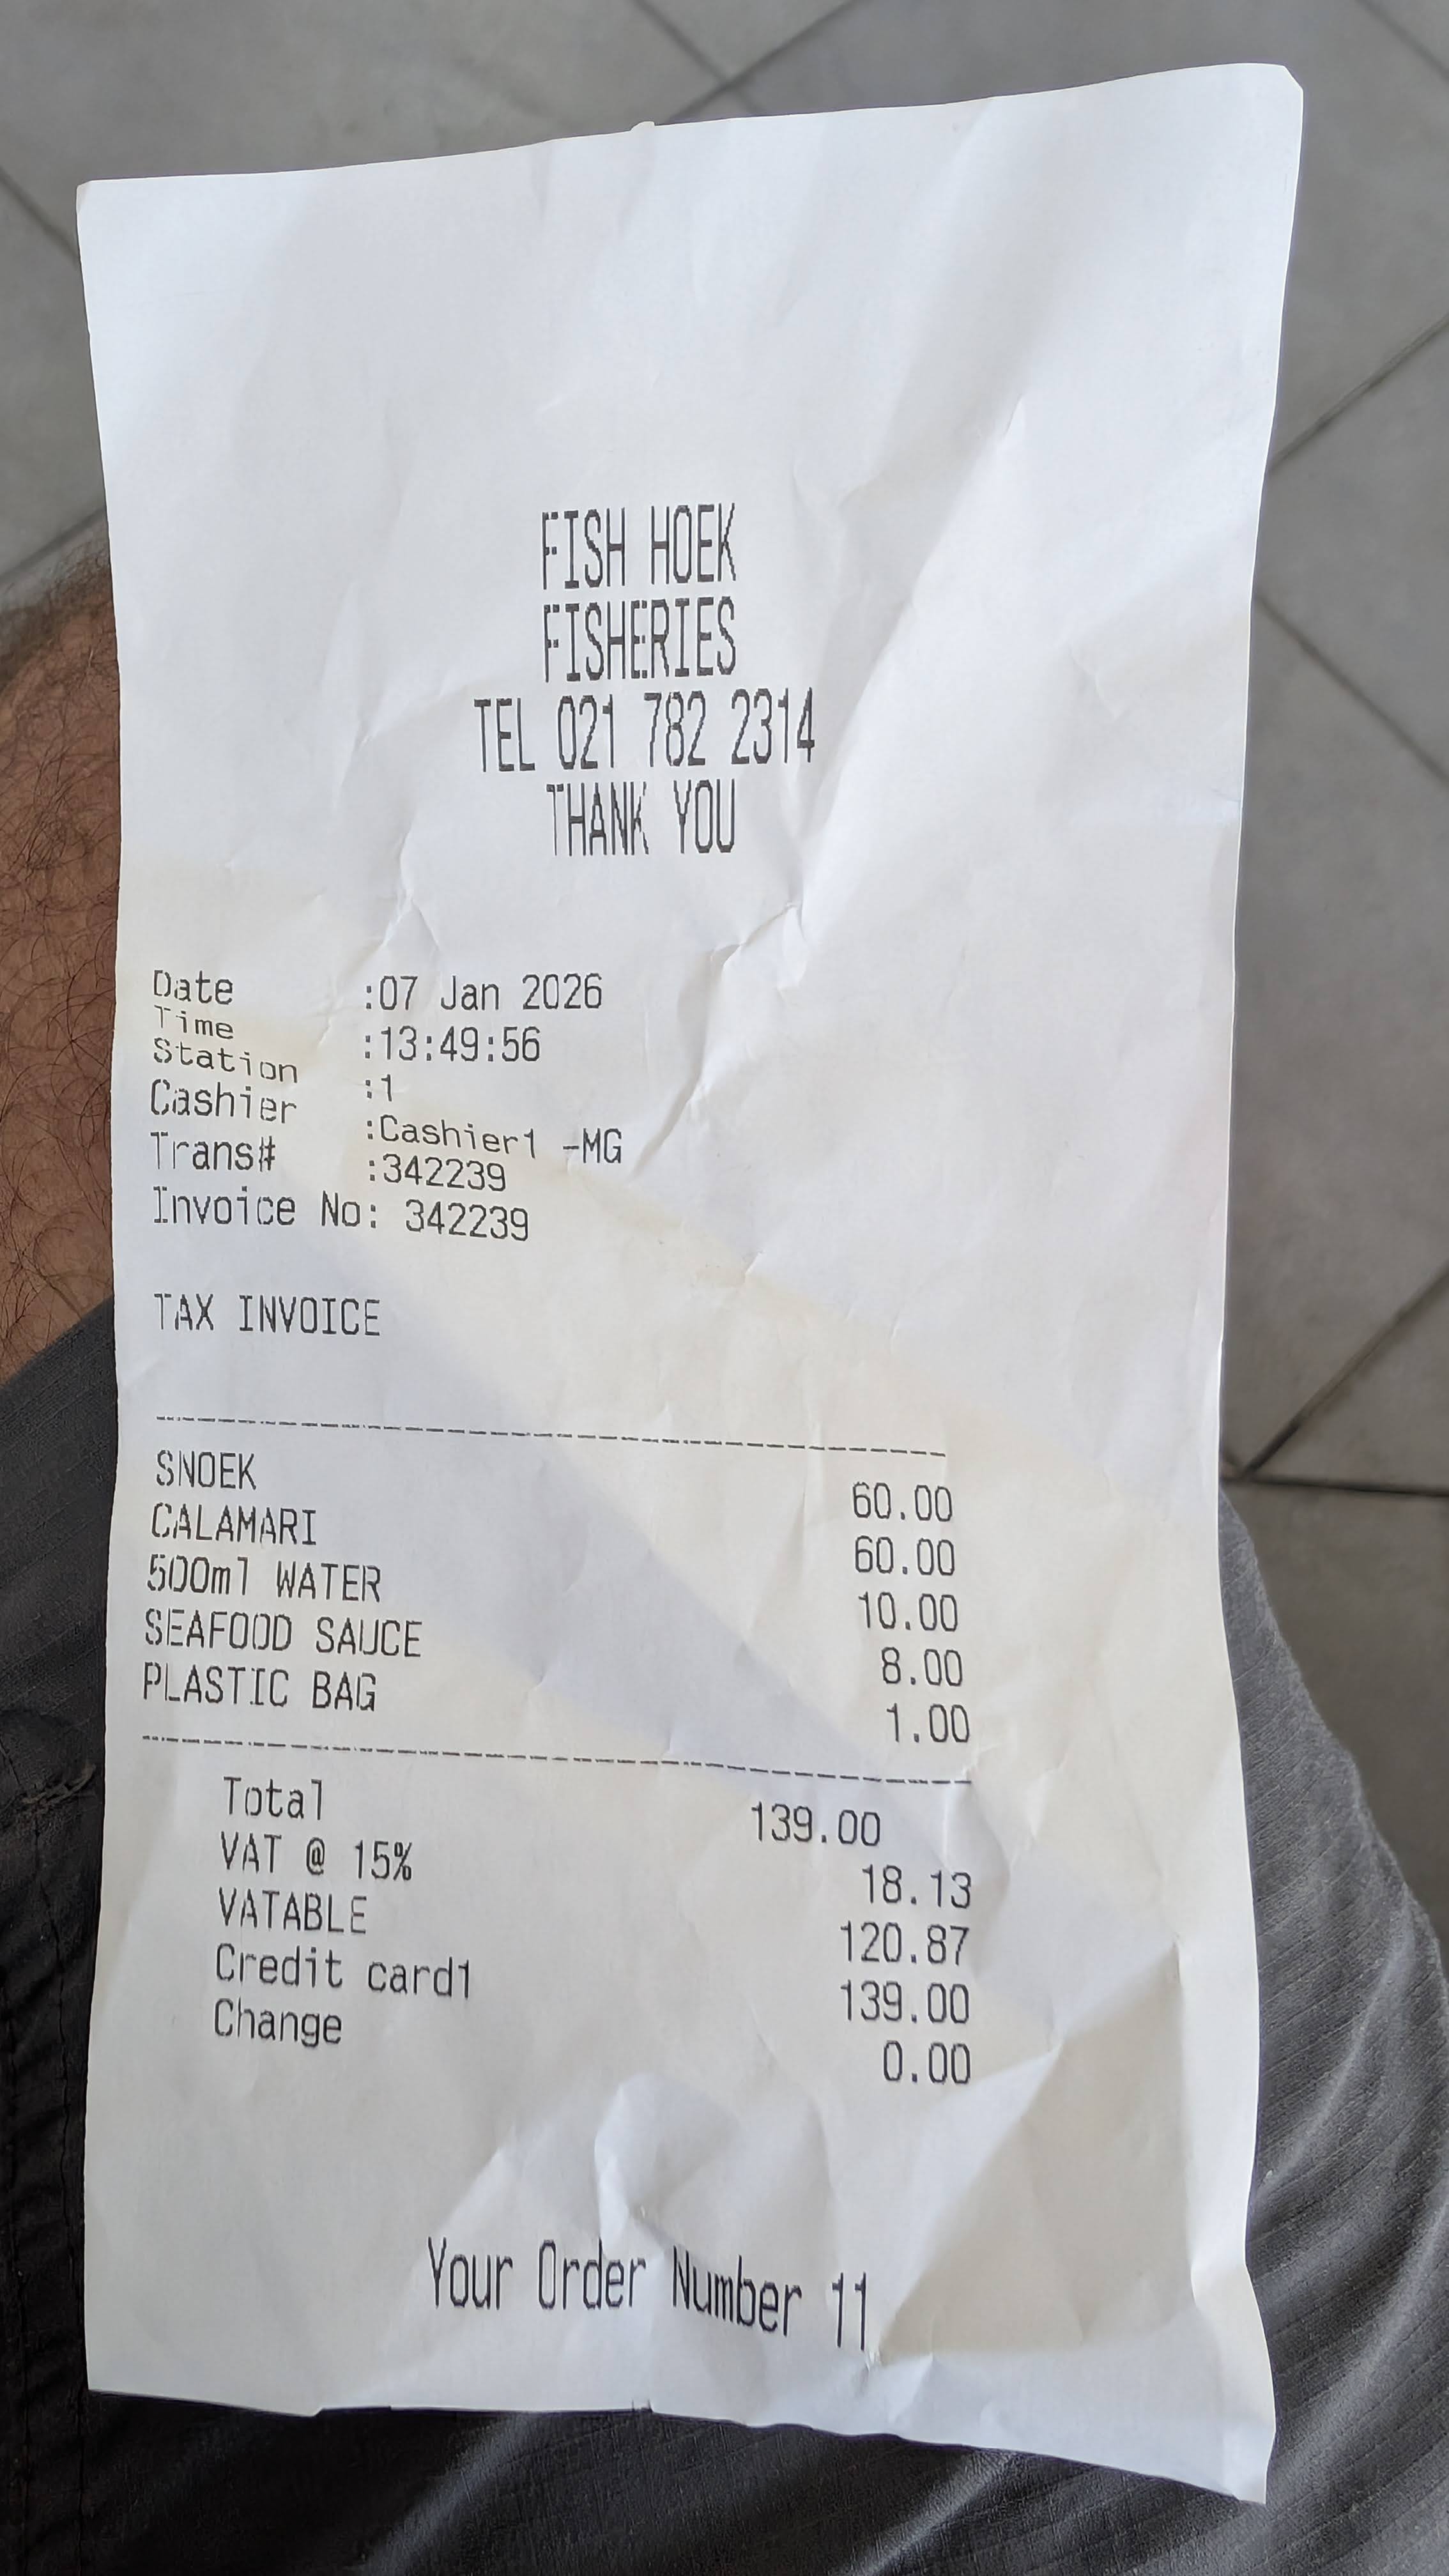 FISH HOEK
FISHERIES
TEL 021 782 2314
THANK YOU
Date :07 Jan 2026
Time :13:49:56
Station :1
Cashier :Cashier1 -MG
Trans# :342239
Invoice No: 342239
TAX INVOICE
SNOEK 60.00
CALAMARI 60.00
500ml WATER 10.00
SEAFOOD SAUCE 8.00
PLASTIC BAG 1.00
Total 139.00
VAT @ 15% 18.13
VATABLE 120.87
Credit card1 139.00
Change 0.00
Your Order Number 11